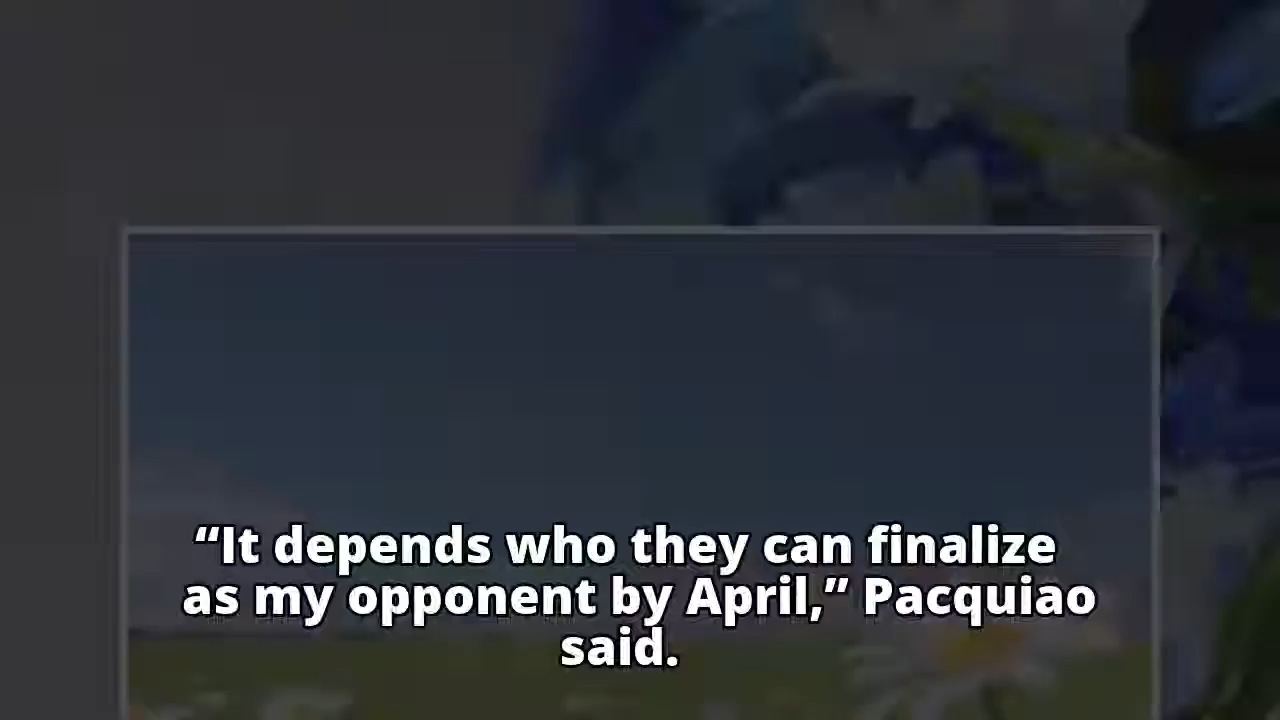 “It depends who they can finalize
as my opponent by April,” Pacquiao
said.